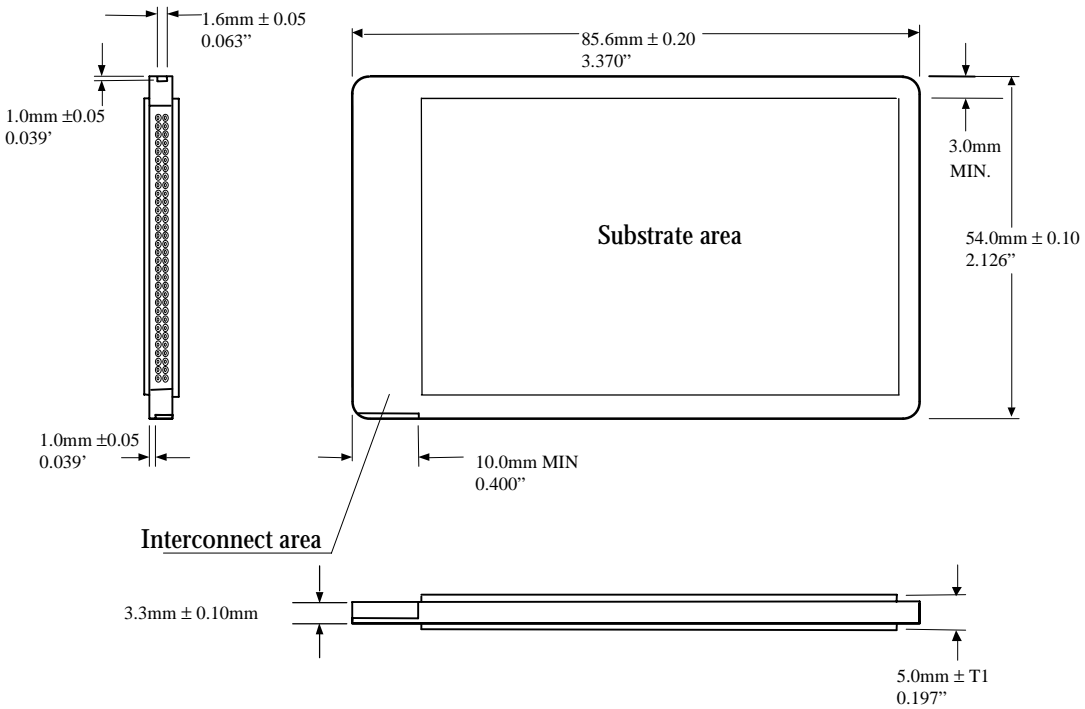 1.6mm ± 0.05
0.063”
85.6mm ± 0.20
3.370”
1.0mm ±0.05
0.039’
3.0mm
MIN.
Substrate area
54.0mm ± 0.10
2.126”
1.0mm ±0.05
0.039’
10.0mm MIN
0.400”
Interconnect area
3.3mm ± 0.10mm
5.0mm ± T1
0.197”